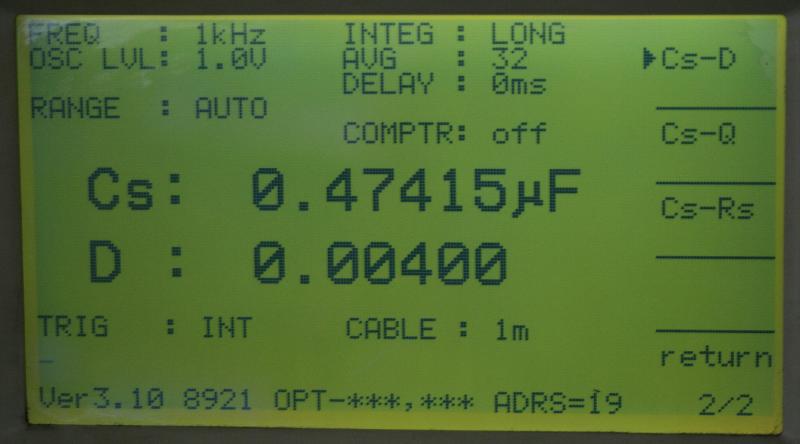 FREQ : 1kHz INTEG : LONG
OSC LVL: 1.0V AVG : 32 Cs-D
DELAY : 0ms
RANGE : AUTO
COMPTR: off Cs-Q
Cs: 0.47415µF
Cs-Rs
D : 0.00400
TRIG : INT CABLE : 1m
return
Ver3.10 8921 OPT-***,*** ADRS=19 2/2